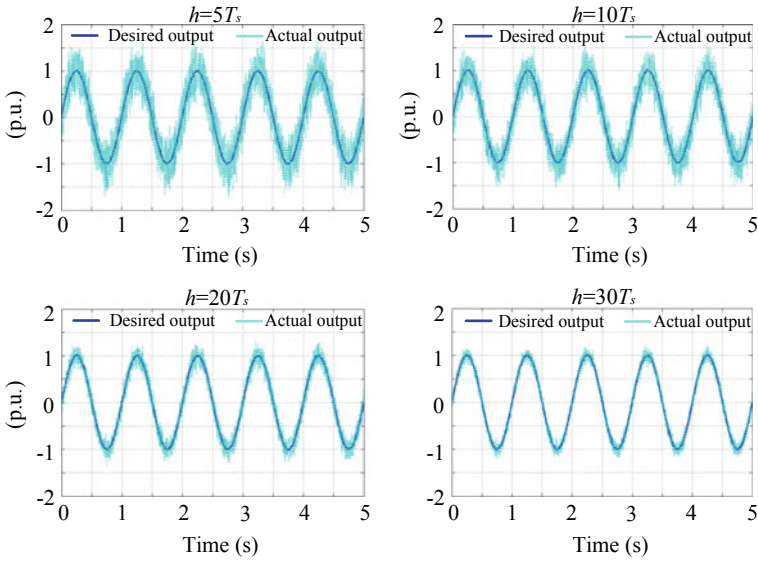 h=5Tₛ
Desired output Actual output
2
1
0
-1
-2
(p.u.)
0 1 2 3 4 5
Time (s)
h=10Tₛ
Desired output Actual output
2
1
0
-1
-2
(p.u.)
0 1 2 3 4 5
Time (s)
h=20Tₛ
Desired output Actual output
2
1
0
-1
-2
(p.u.)
0 1 2 3 4 5
Time (s)
h=30Tₛ
Desired output Actual output
2
1
0
-1
-2
0 1 2 3 4 5
Time (s)